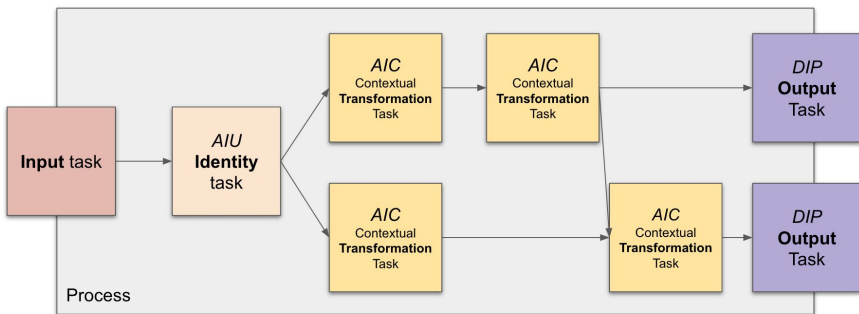 AIC
Contextual
Transformation
Task
AIC
Contextual
Transformation
Task
DIP
Output
Task
Input task
AIU
Identity
task
AIC
Contextual
Transformation
Task
AIC
Contextual
Transformation
Task
DIP
Output
Task
Process